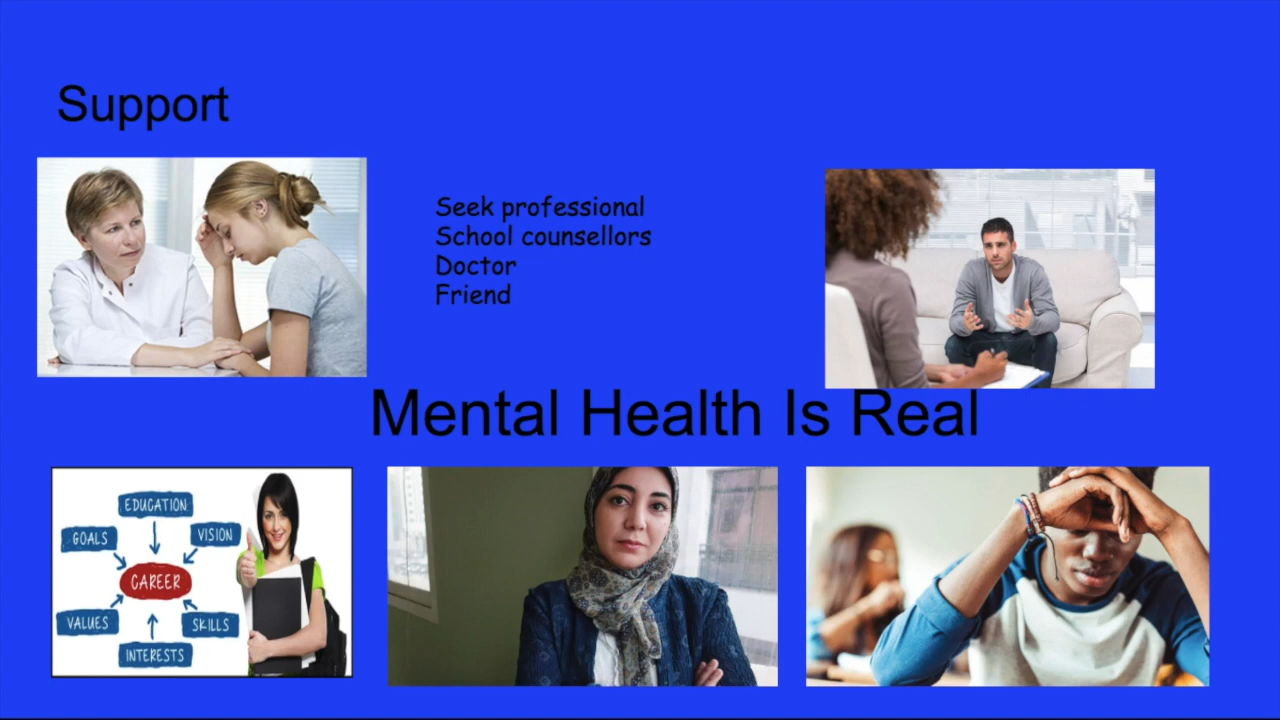 Support
Seek professional
School counsellors
Doctor
Friend
Mental Health Is Real
EDUCATION
GOALS
VISION
CAREER
VALUES
SKILLS
INTERESTS